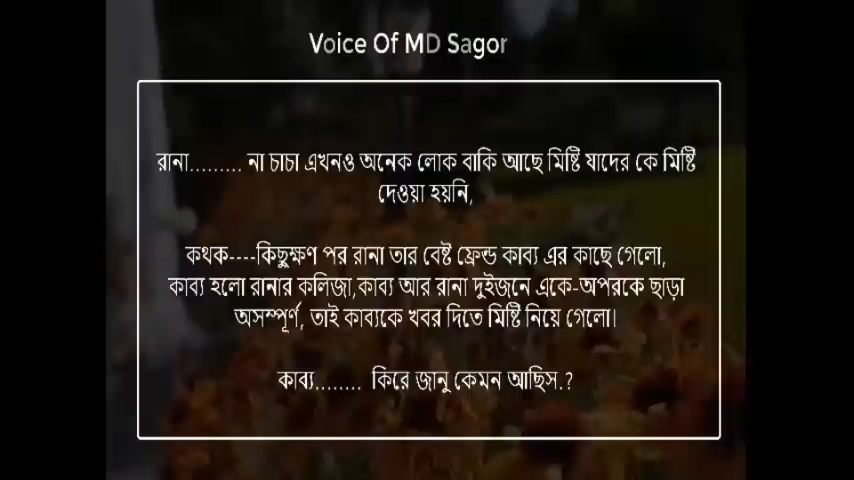 Voice Of MD Sagor
রানা......... না চাচা এখনও অনেক লোক বাকি আছে মিষ্টি যাদের কে মিষ্টি
দেওয়া হয়নি,
কথক----কিছুক্ষণ পর রানা তার বেষ্ট ফ্রেন্ড কাব্য এর কাছে গেলো,
কাব্য হলো রানার কলিজা,কাব্য আর রানা দুইজনে একে-অপরকে ছাড়া
অসম্পূর্ণ, তাই কাব্যকে খবর দিতে মিষ্টি নিয়ে গেলো।
কাব্য........ কিরে জানু কেমন আছিস.?